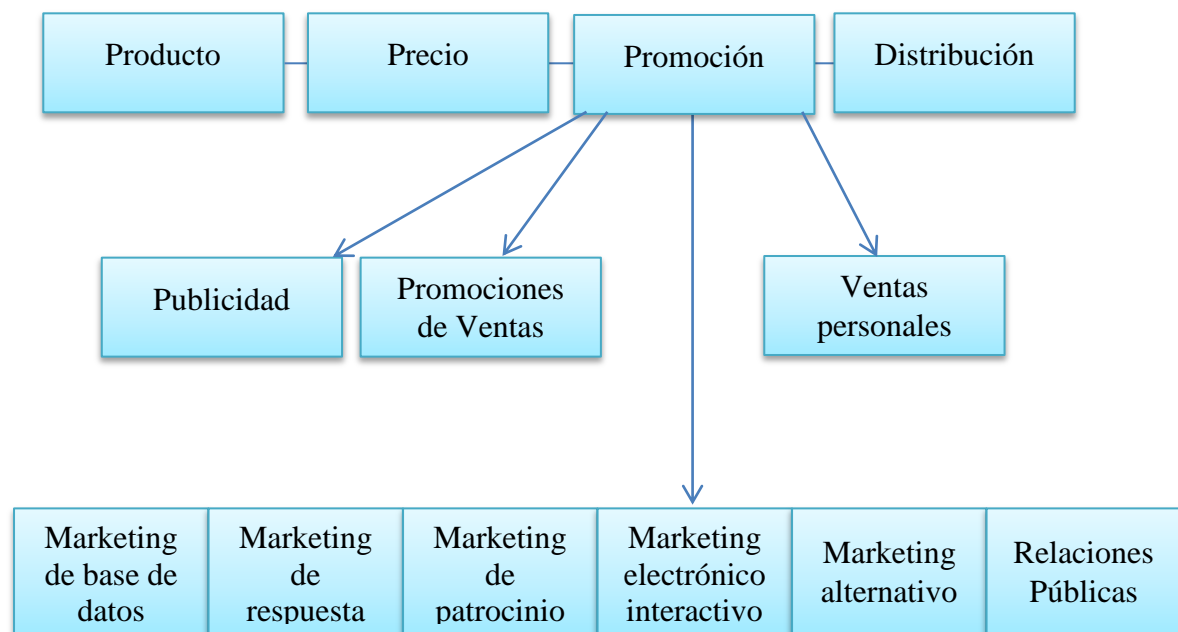 Producto
Precio
Promoción
Distribución
Publicidad
Promociones
de Ventas
Ventas
personales
Marketing
de base de
datos
Marketing
de
respuesta
Marketing
de
patrocinio
Marketing
electrónico
interactivo
Marketing
alternativo
Relaciones
Públicas